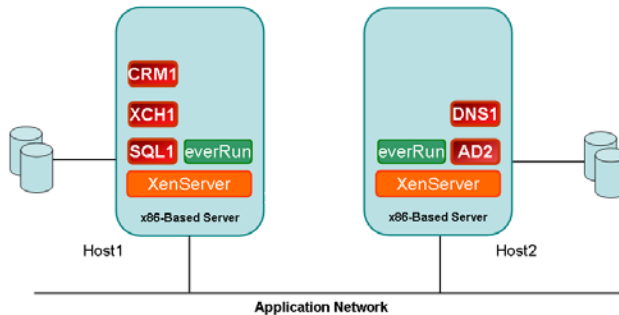 CRM1
XCH1
SQL1 everRun
XenServer
x86-Based Server
Host1
DNS1
everRun AD2
XenServer
x86-Based Server
Host2
Application Network